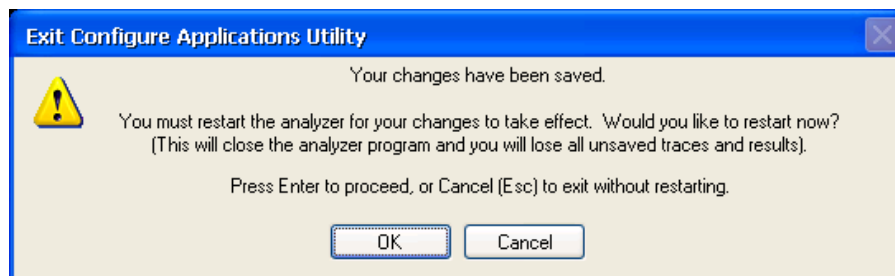 Exit Configure Applications Utility
Your changes have been saved.
You must restart the analyzer for your changes to take effect.  Would you like to restart now?
(This will close the analyzer program and you will lose all unsaved traces and results).
Press Enter to proceed, or Cancel (Esc) to exit without restarting.
OK
Cancel